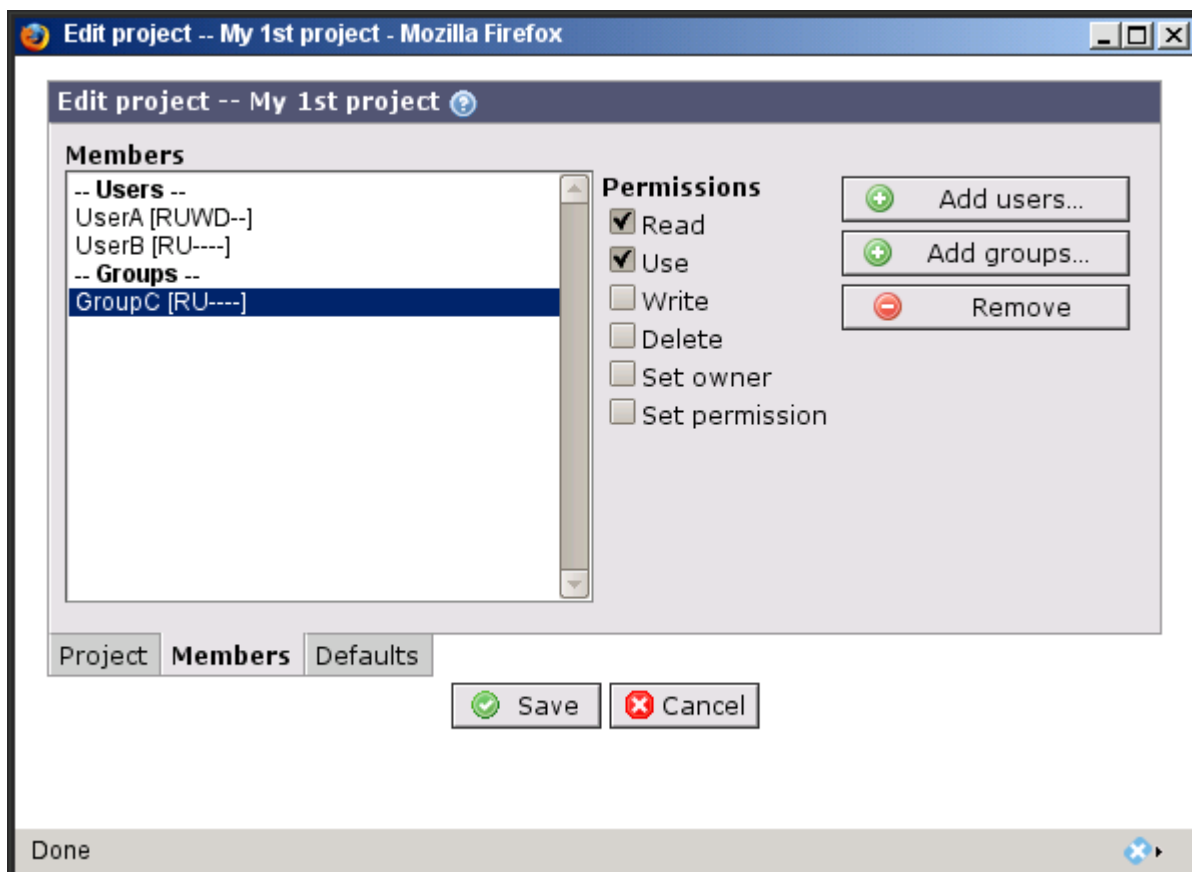 Edit project -- My 1st project - Mozilla Firefox
Edit project -- My 1st project
Members
-- Users --
UserA [RUWD--]
UserB [RU----]
-- Groups --
GroupC [RU----]
Permissions
Read
Use
Write
Delete
Set owner
Set permission
Add users...
Add groups...
Remove
Project Members Defaults
Save Cancel
Done